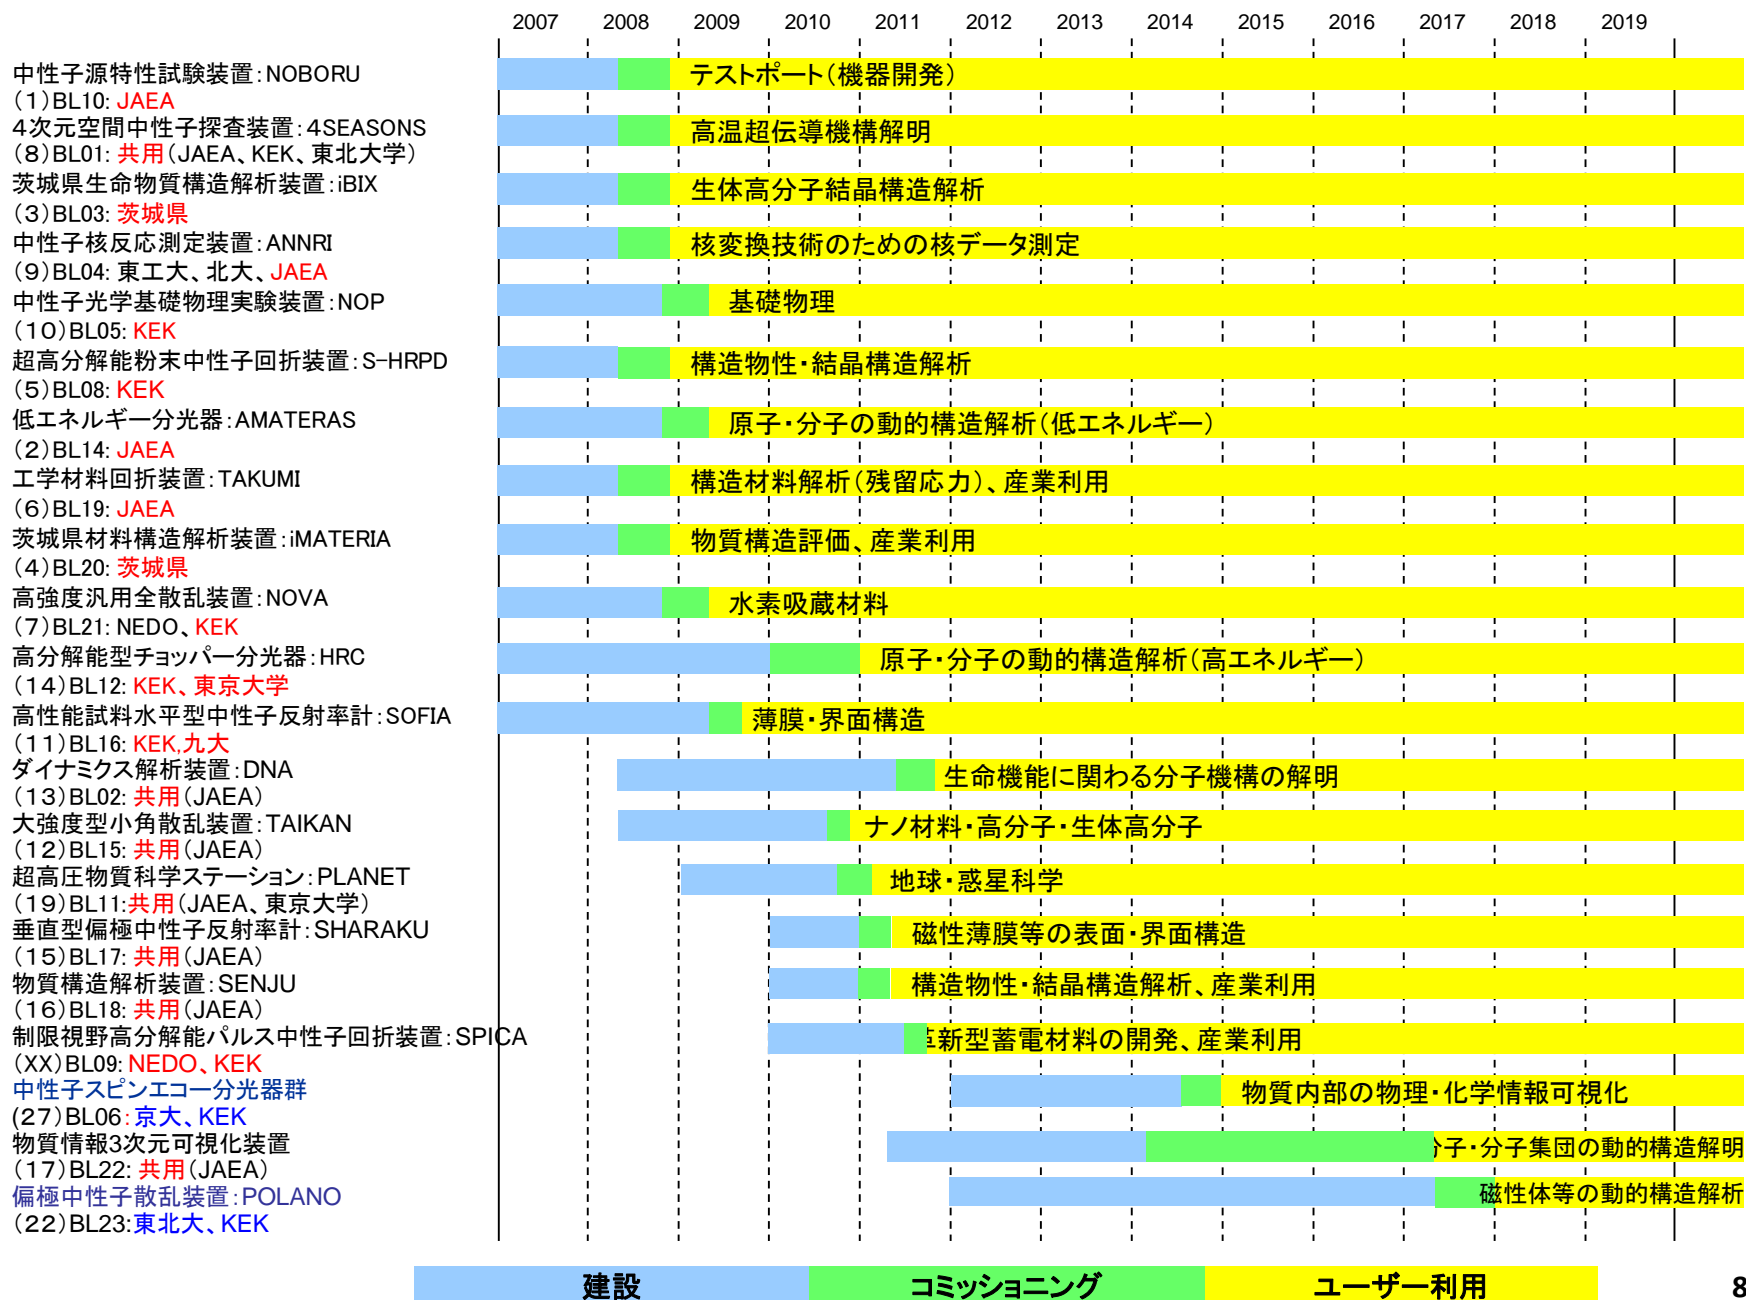 2007 2008 2009 2010 2011 2012 2013 2014 2015 2016 2017 2018 2019
中性子源特性試験装置:NOBORU テストポート(機器開発)
(1)BL10: JAEA
4次元空間中性子探査装置:4SEASONS 高温超伝導機構解明
(8)BL01: 共用(JAEA、KEK、東北大学)
茨城県生命物質構造解析装置:iBIX 生体高分子結晶構造解析
(3)BL03: 茨城県
中性子核反応測定装置:ANNRI 核変換技術のための核データ測定
(9)BL04: 東工大、北大、JAEA
中性子光学基礎物理実験装置:NOP 基礎物理
(10)BL05: KEK
超高分解能粉末中性子回折装置:S-HRPD 構造物性・結晶構造解析
(5)BL08: KEK
低エネルギー分光器:AMATERAS 原子・分子の動的構造解析(低エネルギー)
(2)BL14: JAEA
工学材料回折装置:TAKUMI 構造材料解析(残留応力)、産業利用
(6)BL19: JAEA
茨城県材料構造解析装置:iMATERIA 物質構造評価、産業利用
(4)BL20: 茨城県
高強度汎用全散乱装置:NOVA 水素吸蔵材料
(7)BL21: NEDO、KEK
高分解能型チョッパー分光器:HRC 原子・分子の動的構造解析(高エネルギー)
(14)BL12: KEK、東京大学
高性能試料水平型中性子反射率計:SOFIA 薄膜・界面構造
(11)BL16: KEK,九大
ダイナミクス解析装置:DNA 生命機能に関わる分子機構の解明
(13)BL02: 共用(JAEA)
大強度型小角散乱装置:TAIKAN ナノ材料・高分子・生体高分子
(12)BL15: 共用(JAEA)
超高圧物質科学ステーション:PLANET 地球・惑星科学
(19)BL11:共用(JAEA、東京大学)
垂直型偏極中性子反射率計:SHARAKU 磁性薄膜等の表面・界面構造
(15)BL17: 共用(JAEA)
物質構造解析装置:SENJU 構造物性・結晶構造解析、産業利用
(16)BL18: 共用(JAEA)
制限視野高分解能パルス中性子回折装置:SPICA 革新型蓄電材料の開発、産業利用
(XX)BL09: NEDO、KEK
中性子スピンエコー分光器群 物質内部の物理・化学情報可視化
(27)BL06:京大、KEK
物質情報3次元可視化装置 分子・分子集団の動的構造解明
(17)BL22: 共用(JAEA)
偏極中性子散乱装置:POLANO 磁性体等の動的構造解析
(22)BL23:東北大、KEK
建設 コミッショニング ユーザー利用 8